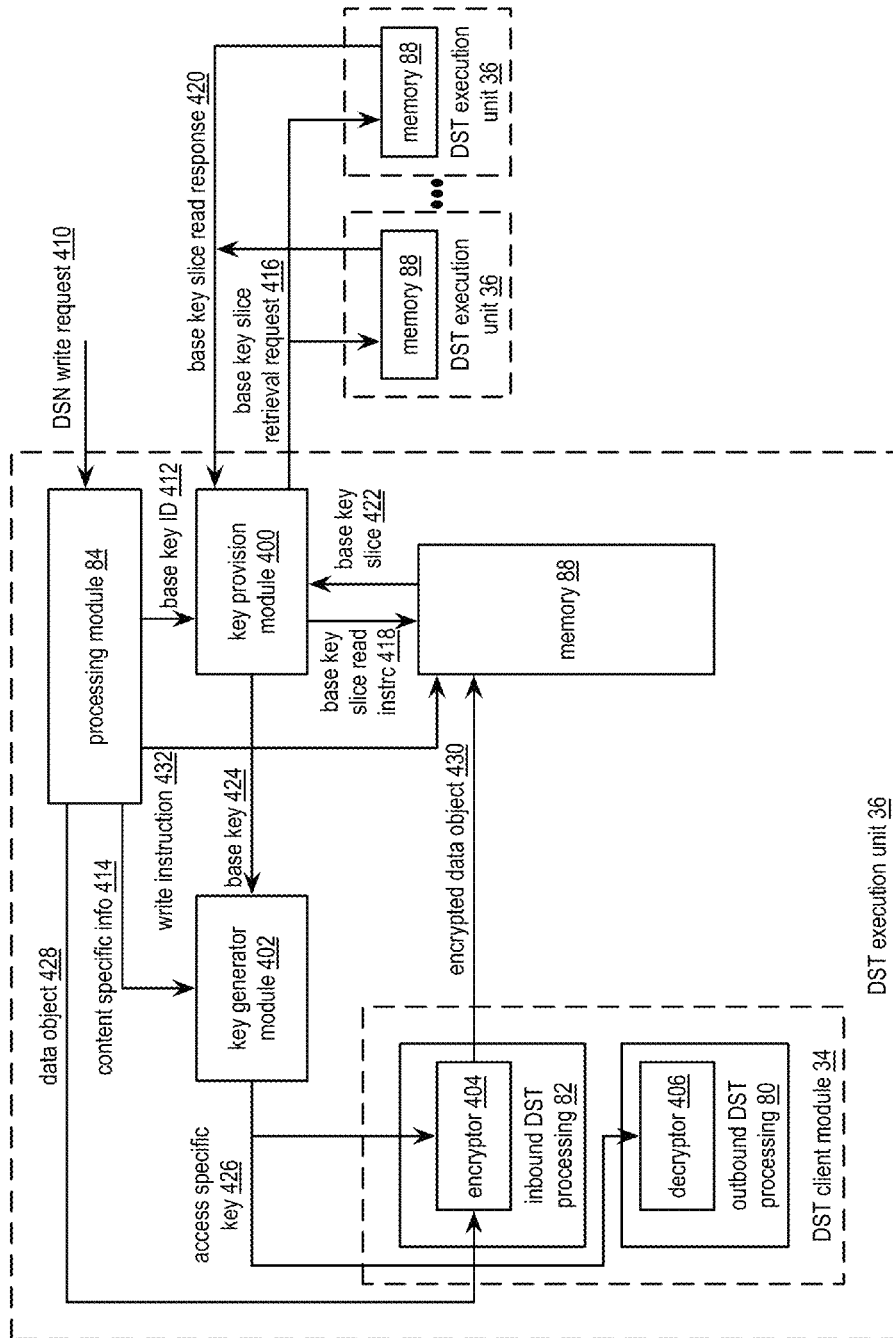 DSN write request 410
processing module 84
base key ID 412
key provision
module 400
base key slice read response 420
base key slice
retrieval request 416
memory 88
DST execution
unit 36
memory 88
DST execution
unit 36
base key
slice 422
base key
slice read
instrc 418
memory 88
data object 428
content specific info 414
write instruction 432
base key 424
key generator
module 402
access specific
key 426
encrypted data object 430
encryptor 404
inbound DST
processing 82
decryptor 406
outbound DST
processing 80
DST client module 34
DST execution unit 36